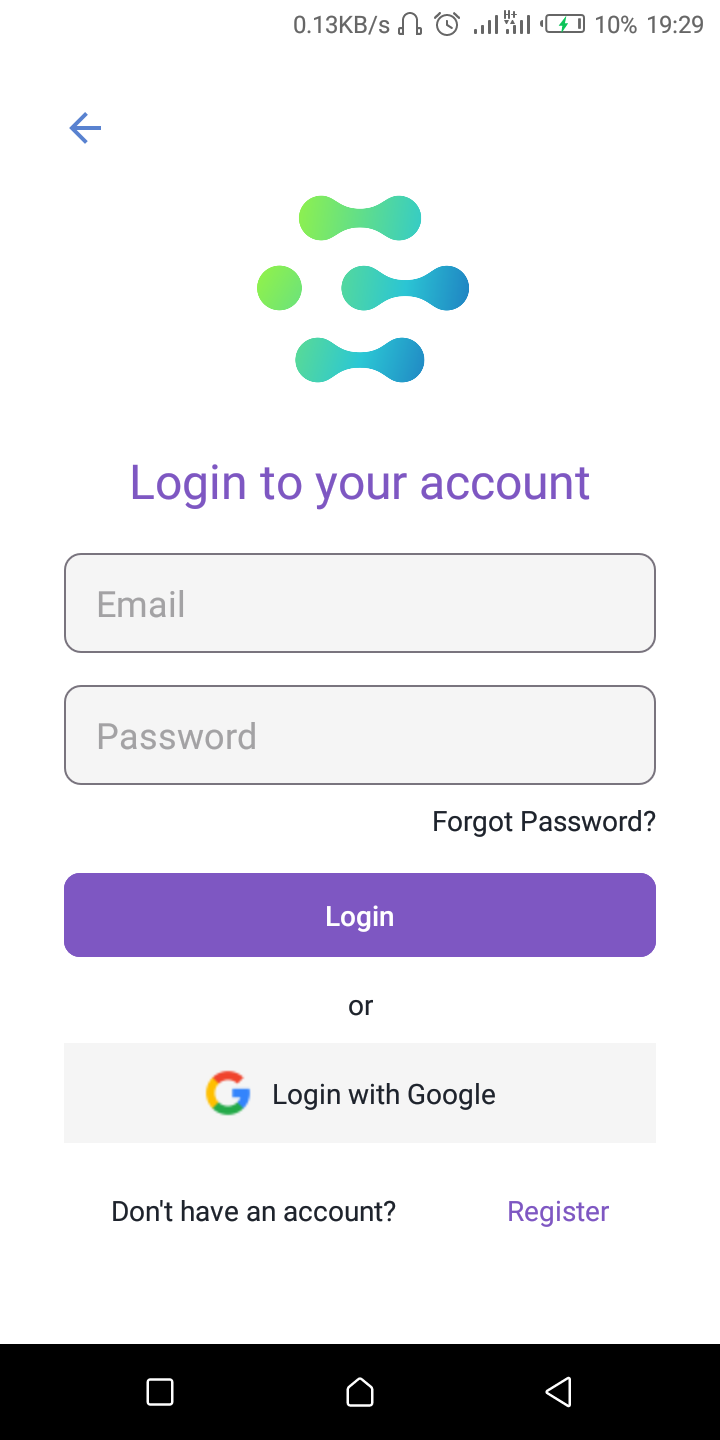 0.13KB/s H+ 10% 19:29
Login to your account
Email
Password
Forgot Password?
Login
or
Login with Google
Don't have an account? Register